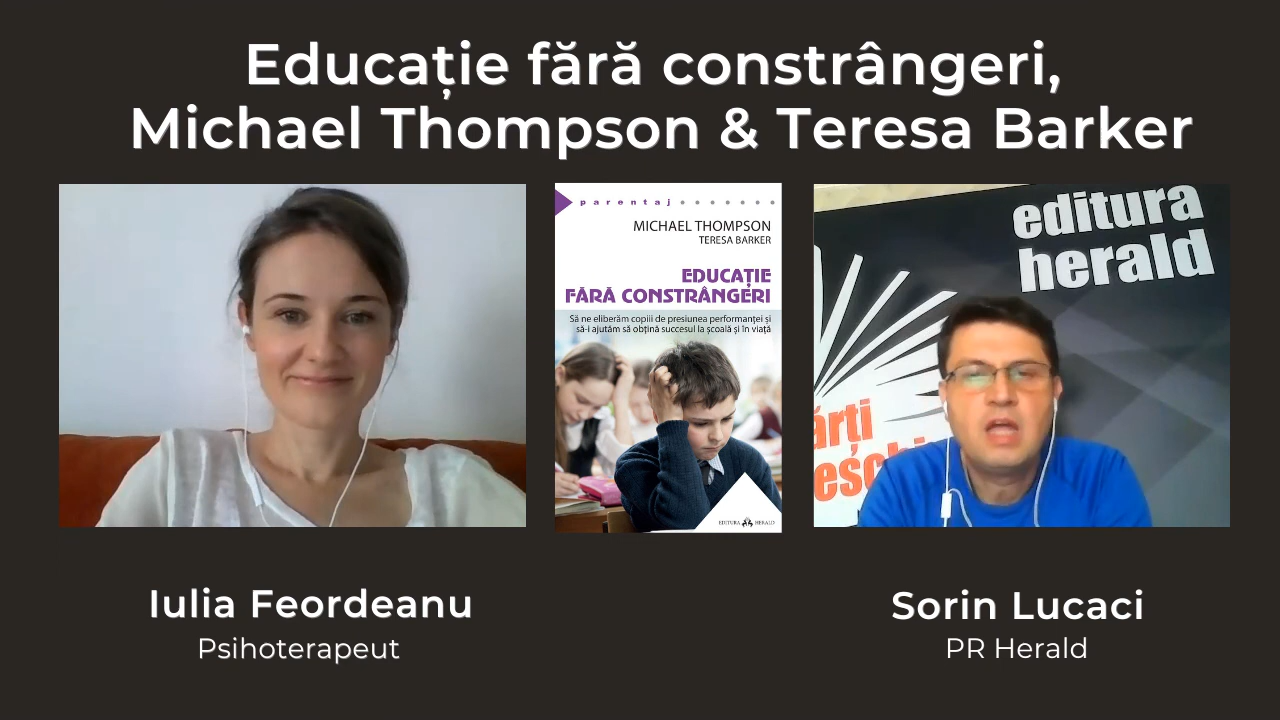 Educație fără constrângeri,
Michael Thompson & Teresa Barker
parentaj
MICHAEL THOMPSON
TERESA BARKER
EDUCAȚIE
FĂRĂ CONSTRÂNGERI
Să ne eliberăm copiii de presiunea performanței și
să-i ajutăm să obțină succesul la școală și în viață
EDITURA HERALD
editura
herald
ărți
Iulia Feordeanu
Psihoterapeut
Sorin Lucaci
PR Herald